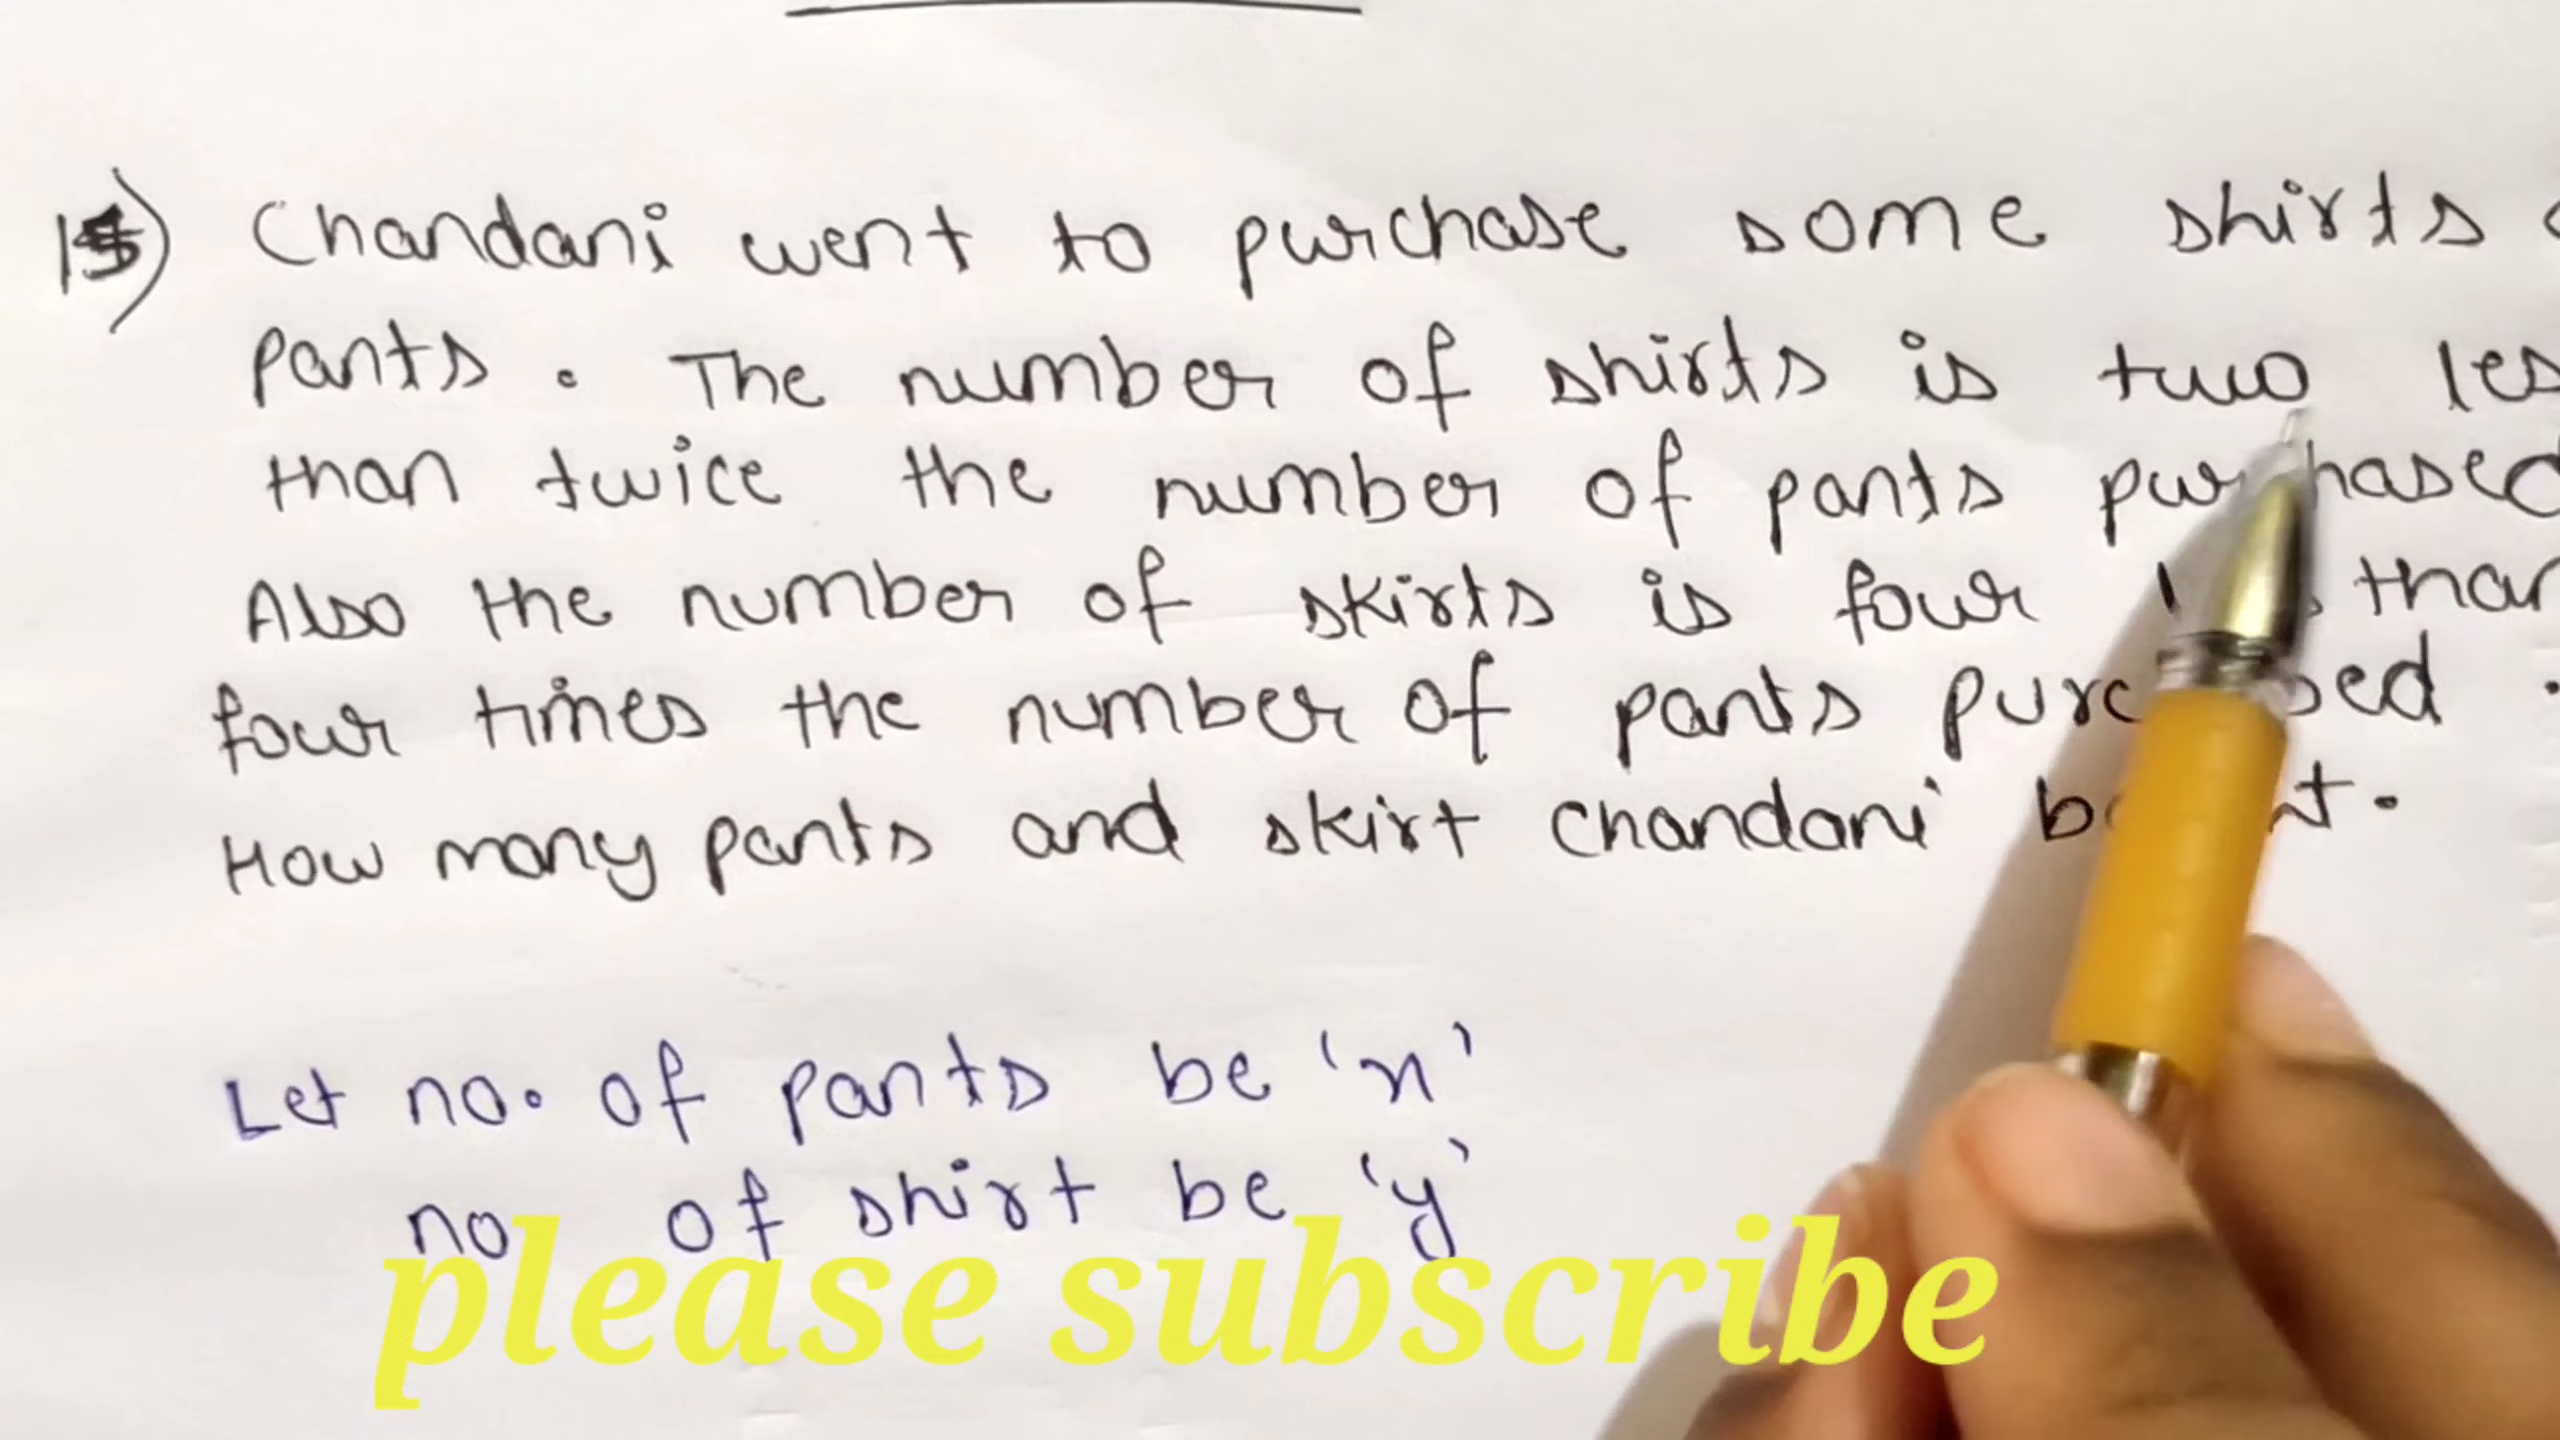 15) Chandani went to purchase some shirts
pants. The number of shirts is two les
than twice the number of pants purchased
Also the number of skirts is four than
four times the number of pants
How many pants and skirt chandani
Let no. of pants be 'x'
no of shirt be 'y'
please subscribe